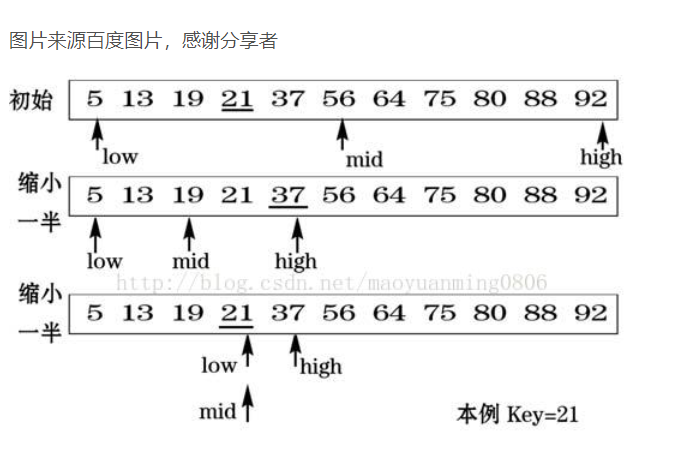 图片来源百度图片，感谢分享者
初始 5 13 19 21 37 56 64 75 80 88 92
low mid high
缩小
一半 5 13 19 21 37 56 64 75 80 88 92
low mid high
http://blog.csdn.net/maoyuanming0806
缩小
一半 5 13 19 21 37 56 64 75 80 88 92
low high
mid 本例 Key=21